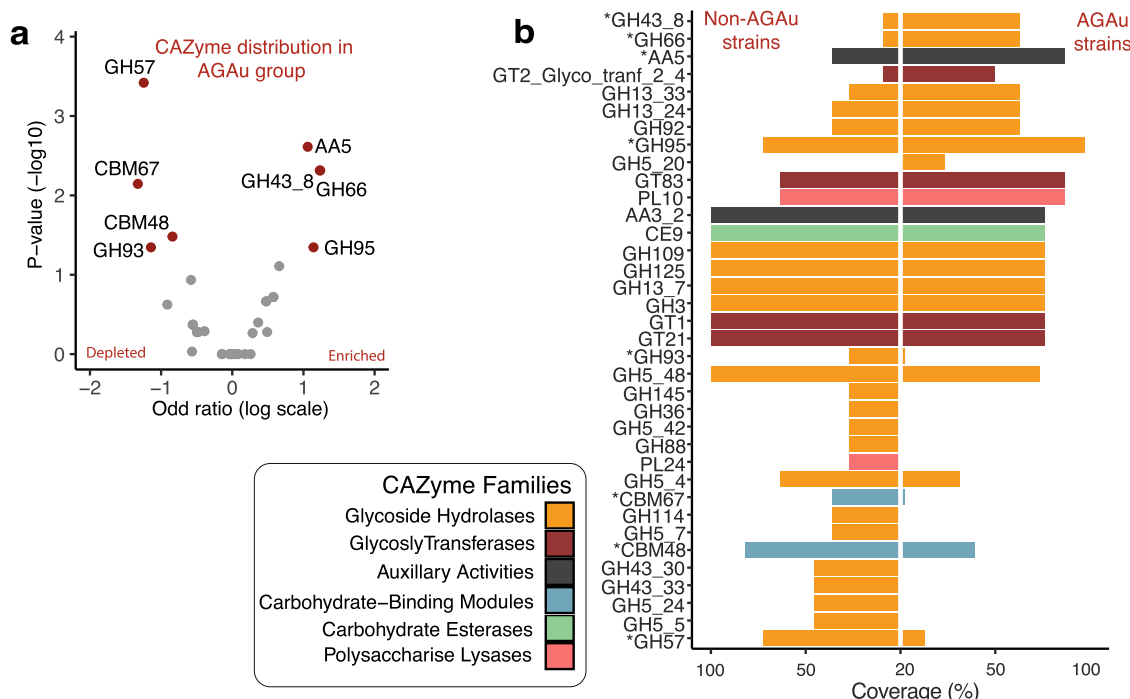 a
CAZyme distribution in
AGAu group
P−value (−log10)
4
3
2
1
0
GH57
AA5
CBM67
GH43_8
GH66
CBM48
GH93
GH95
Depleted
Enriched
−2
−1
0
1
2
Odd ratio (log scale)
CAZyme Families
Glycoside Hydrolases
GlycoslyTransferases
Auxillary Activities
Carbohydrate−Binding Modules
Carbohydrate Esterases
Polysaccharise Lysases
b
Non-AGAu
strains
AGAu
strains
*GH43_8
*GH66
*AA5
GT2_Glyco_tranf_2_4
GH13_33
GH13_24
GH92
*GH95
GH5_20
GT83
PL10
AA3_2
CE9
GH109
GH125
GH13_7
GH3
GT1
GT21
*GH93
GH5_48
GH145
GH36
GH5_42
GH88
PL24
GH5_4
*CBM67
GH114
GH5_7
*CBM48
GH43_30
GH43_33
GH5_24
GH5_5
*GH57
100
50
20
50
100
Coverage (%)